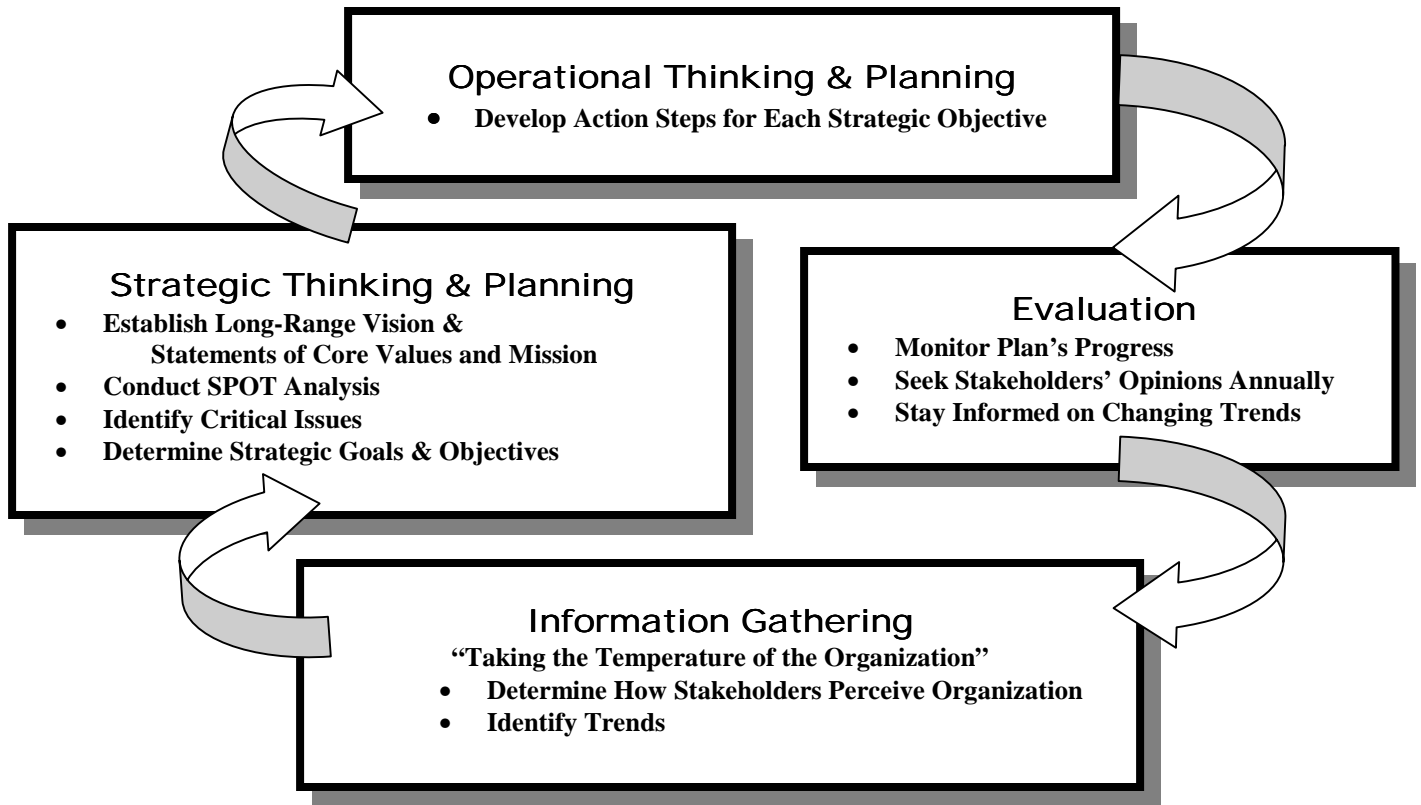 Operational Thinking & Planning
• Develop Action Steps for Each Strategic Objective
Strategic Thinking & Planning
• Establish Long-Range Vision &
Statements of Core Values and Mission
• Conduct SPOT Analysis
• Identify Critical Issues
• Determine Strategic Goals & Objectives
Evaluation
• Monitor Plan’s Progress
• Seek Stakeholders’ Opinions Annually
• Stay Informed on Changing Trends
Information Gathering
“Taking the Temperature of the Organization”
• Determine How Stakeholders Perceive Organization
• Identify Trends